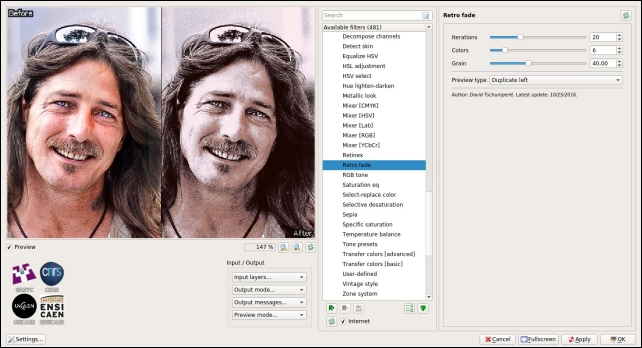 Before
After
Preview
147 %
GREYC
cnrs
CNRS
UNICAEN
UNICAEN
ENSI
CAEN
ENSICAEN
Input / Output
Input layers...
Output mode...
Output messages...
Preview mode...
Settings...
Search
Available filters (481)
Decompose channels
Detect skin
Equalize HSV
HSL adjustment
HSV select
Hue lighten-darken
Metallic look
Mixer [CMYK]
Mixer [HSV]
Mixer [Lab]
Mixer [RGB]
Mixer [YCbCr]
Retinex
Retro fade
RGB tone
Saturation eq
Select-replace color
Selective desaturation
Sepia
Specific saturation
Temperature balance
Tone presets
Transfer colors [advanced]
Transfer colors [basic]
User-defined
Vintage style
Zone system
Internet
Retro fade
Iterations 20
Colors 6
Grain 40,00
Preview type Duplicate left
Author: David Tschumperlé. Latest update: 10/25/2016.
Cancel
Fullscreen
Apply
OK